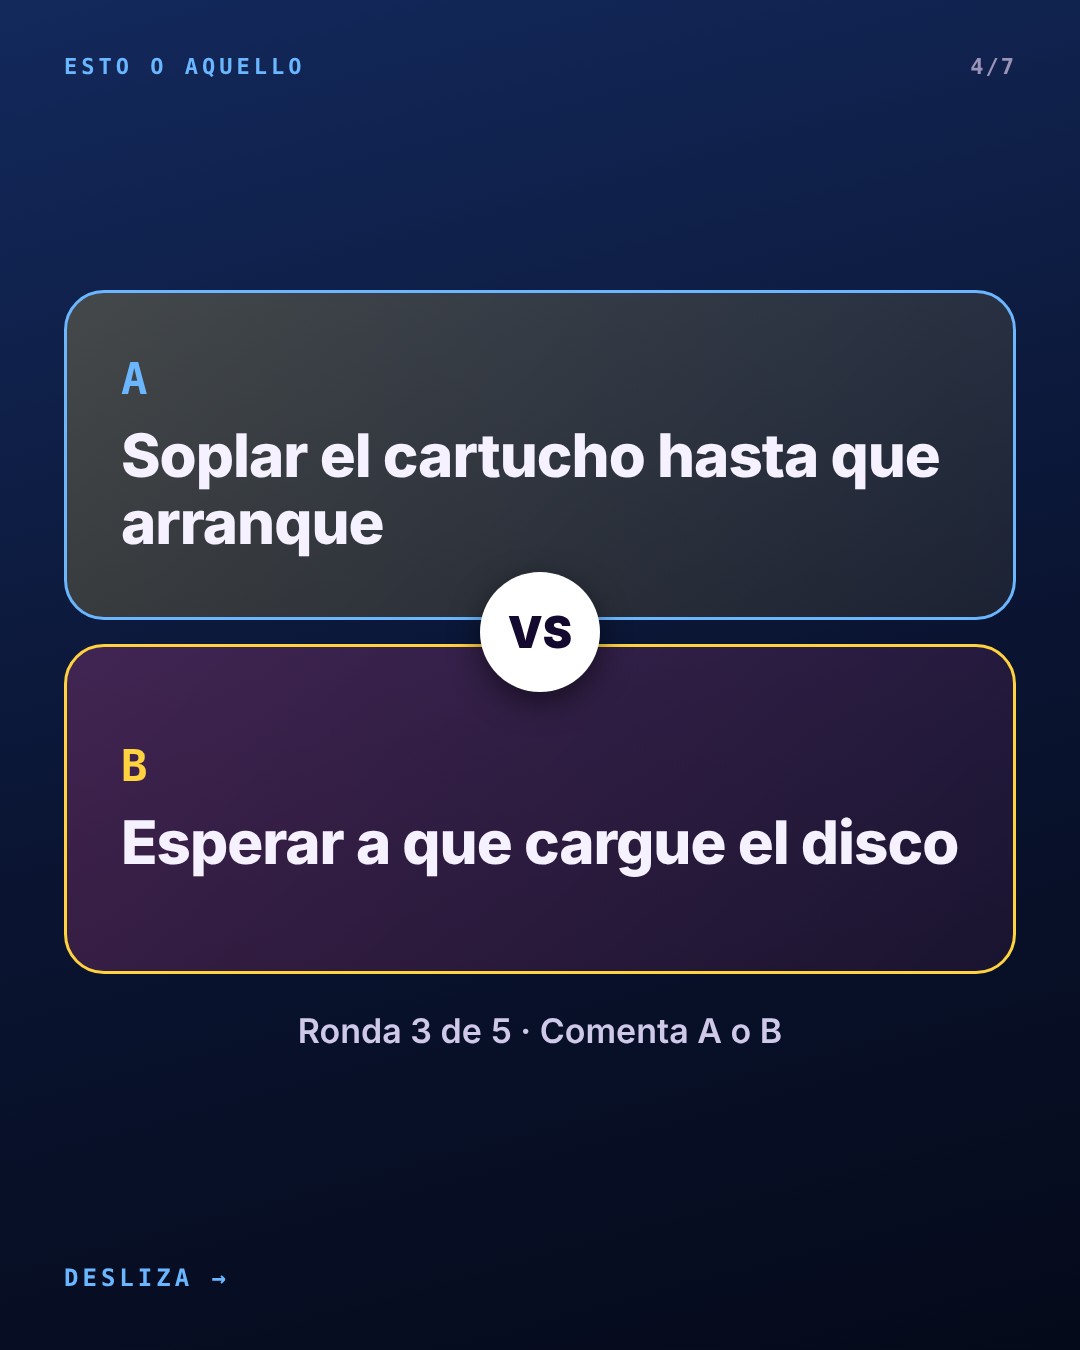 ESTO O AQUELLO
4/7
A
Soplar el cartucho hasta que
arranque
VS
B
Esperar a que cargue el disco
Ronda 3 de 5 · Comenta A o B
DESLIZA →